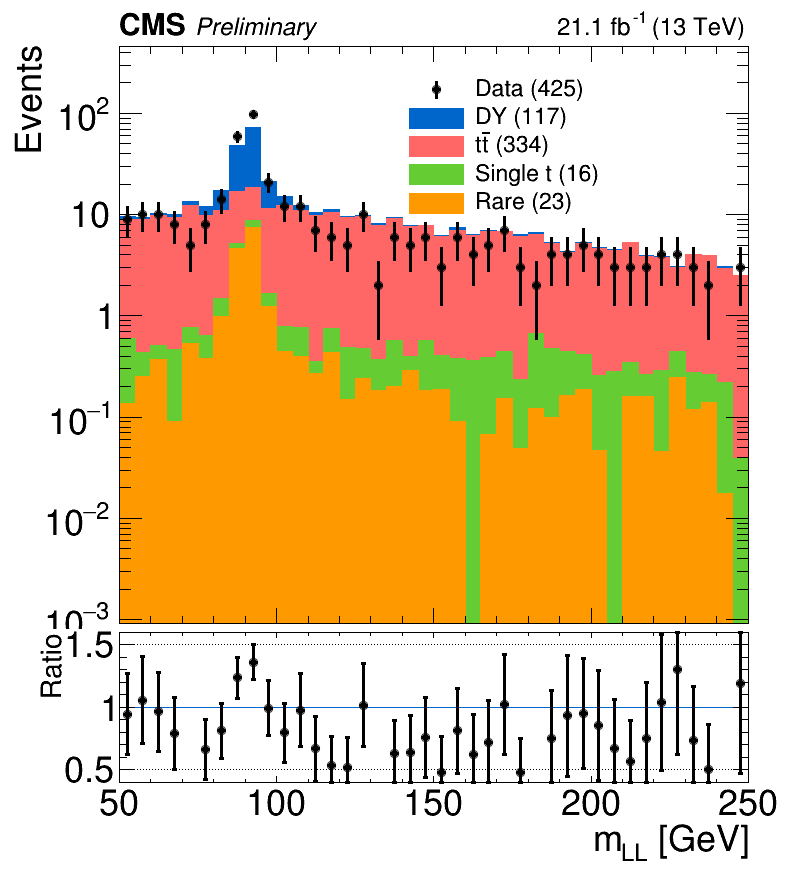 CMS Preliminary 21.1 fb⁻¹ (13 TeV)
Events
Data (425)
DY (117)
tt̄ (334)
Single t (16)
Rare (23)
10²
10
1
10⁻¹
10⁻²
10⁻³
Ratio
1.5
1
0.5
50 100 150 200 250
m_LL [GeV]